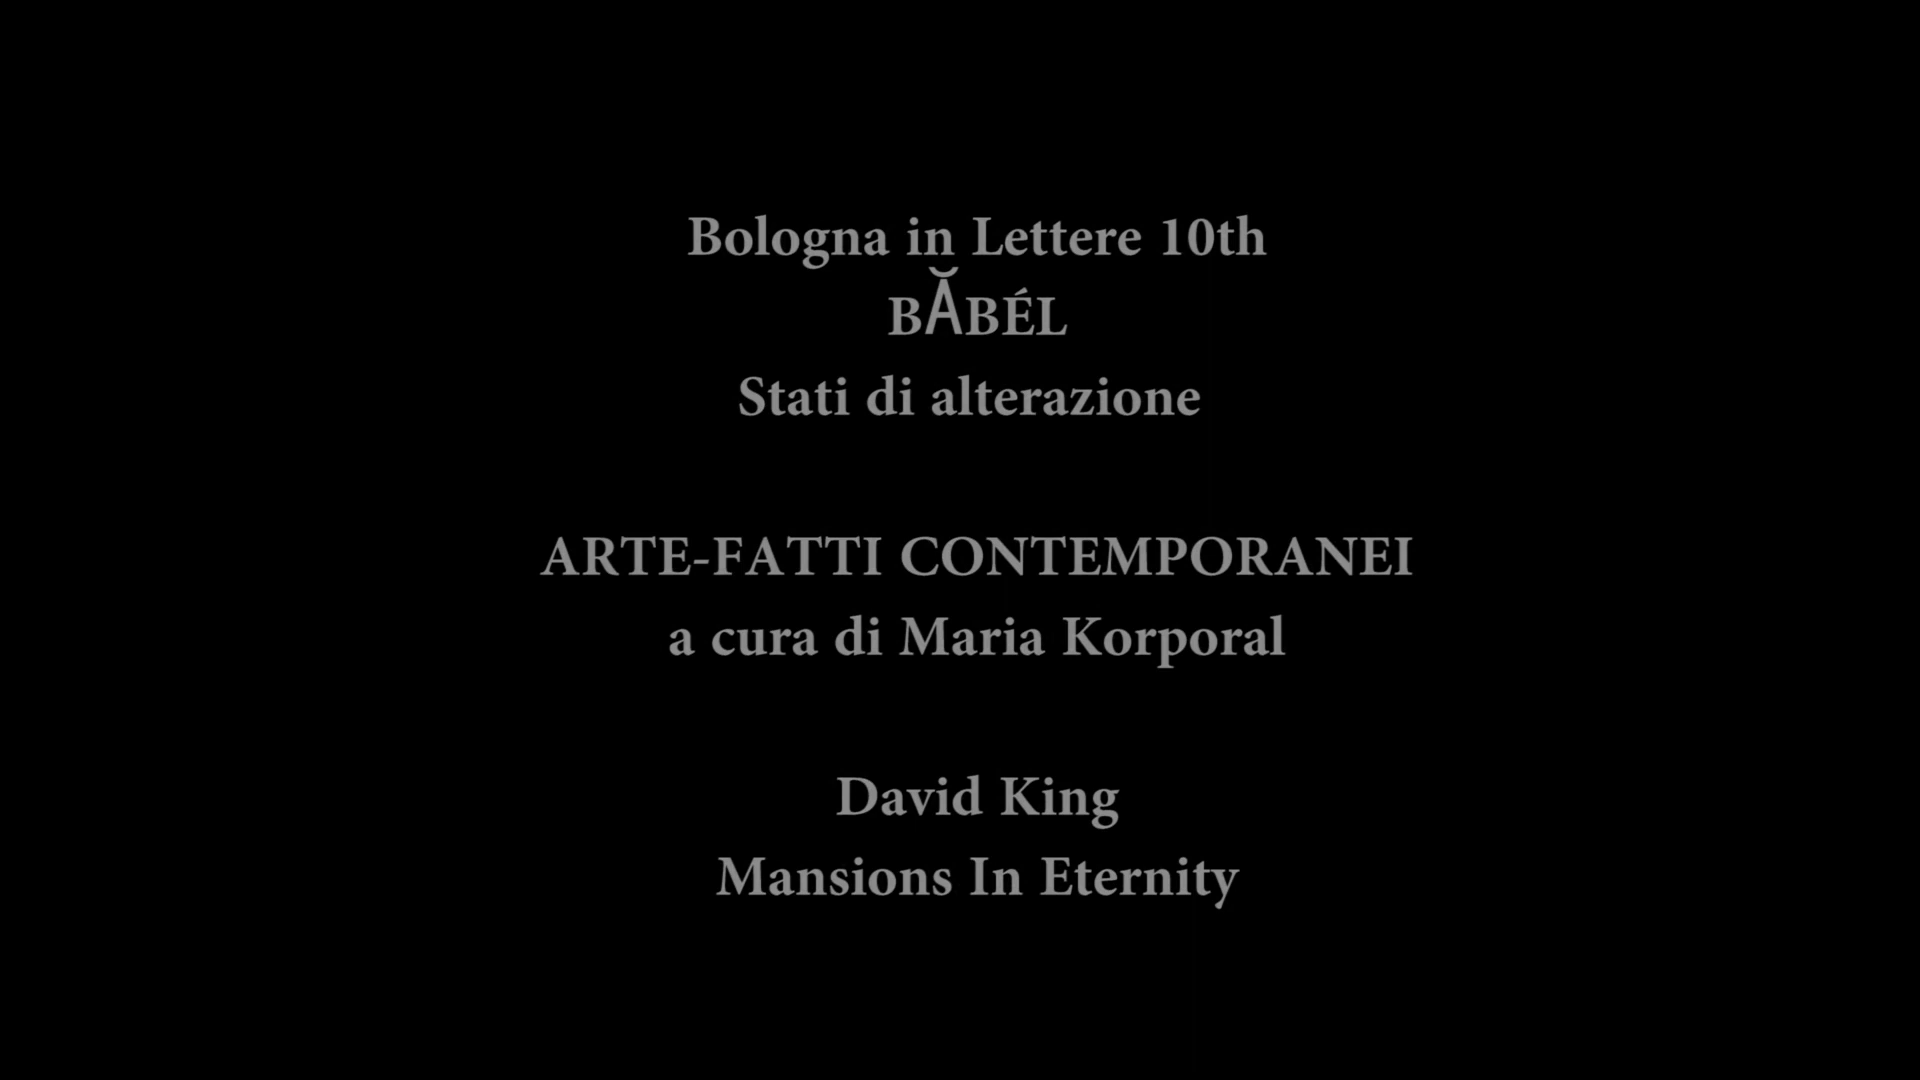 Bologna in Lettere 10th
BĂBÉL
Stati di alterazione
ARTE-FATTI CONTEMPORANEI
a cura di Maria Korporal
David King
Mansions In Eternity